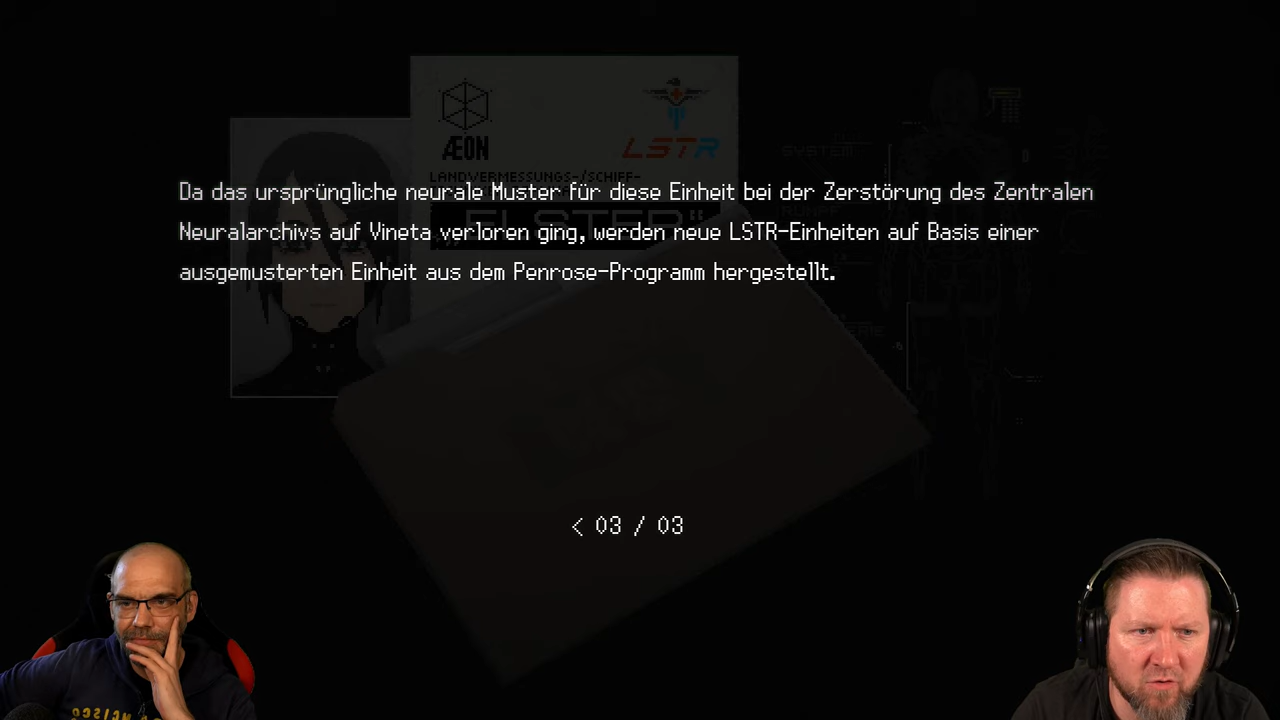 ÆON
LSTR
LANDVERMESSUNGS-/SCHIFF-
SYSTEM
„ELSTER“
Da das ursprüngliche neurale Muster für diese Einheit bei der Zerstörung des Zentralen
Neuralarchivs auf Vineta verloren ging, werden neue LSTR-Einheiten auf Basis einer
ausgemusterten Einheit aus dem Penrose-Programm hergestellt.
< 03 / 03